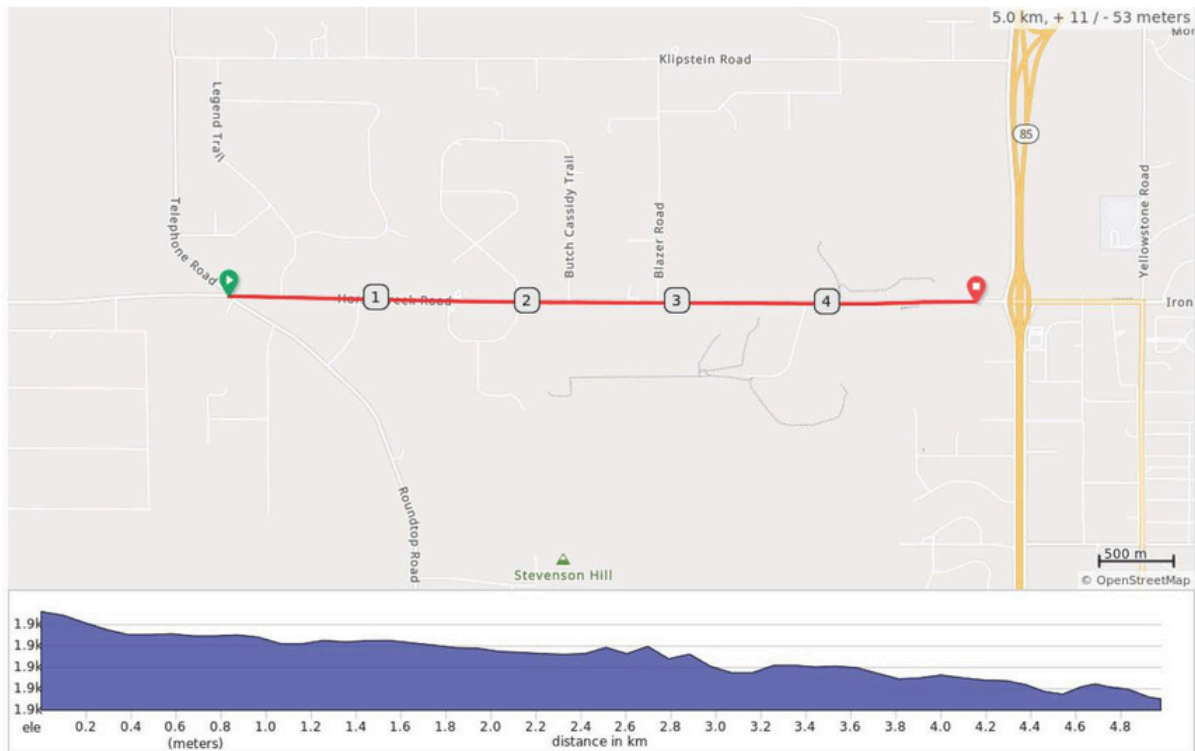 5.0 km, + 11 / - 53 meters
Klipstein Road
Legend Trail
85
Telephone Road
Butch Cassidy Trail
Blazer Road
Yellowstone Road
1
2
3
4
Iron
Roundtop Road
Stevenson Hill
500 m
© OpenStreetMap
1.9k
1.9k
1.9k
1.9k
1.9k
ele
0.2 0.4 0.6 0.8 1.0 1.2 1.4 1.6 1.8 2.0 2.2 2.4 2.6 2.8 3.0 3.2 3.4 3.6 3.8 4.0 4.2 4.4 4.6 4.8
(meters)
distance in km